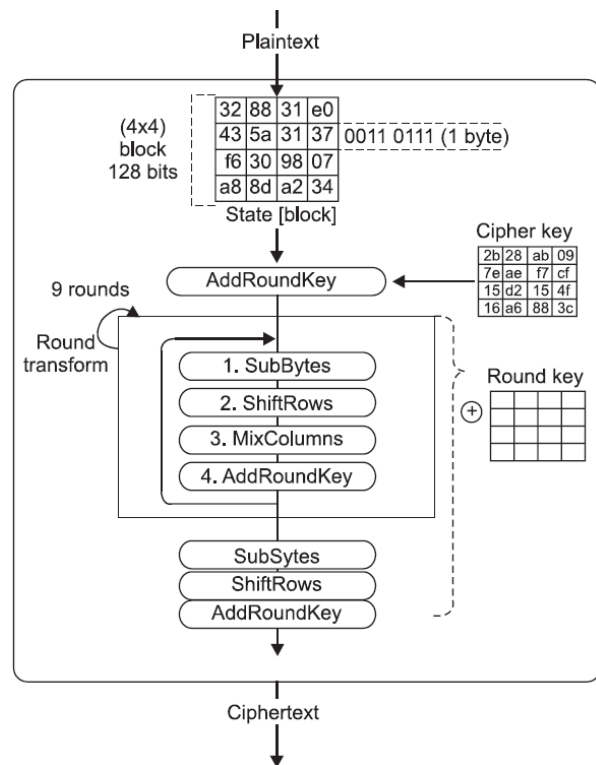 Plaintext
32 88 31 e0
43 5a 31 37
f6 30 98 07
a8 8d a2 34
(4x4)
block
128 bits
0011 0111 (1 byte)
State [block]
Cipher key
2b 28 ab 09
7e ae f7 cf
15 d2 15 4f
16 a6 88 3c
AddRoundKey
9 rounds
Round
transform
1. SubBytes
2. ShiftRows
3. MixColumns
4. AddRoundKey
+
Round key
SubSytes
ShiftRows
AddRoundKey
Ciphertext